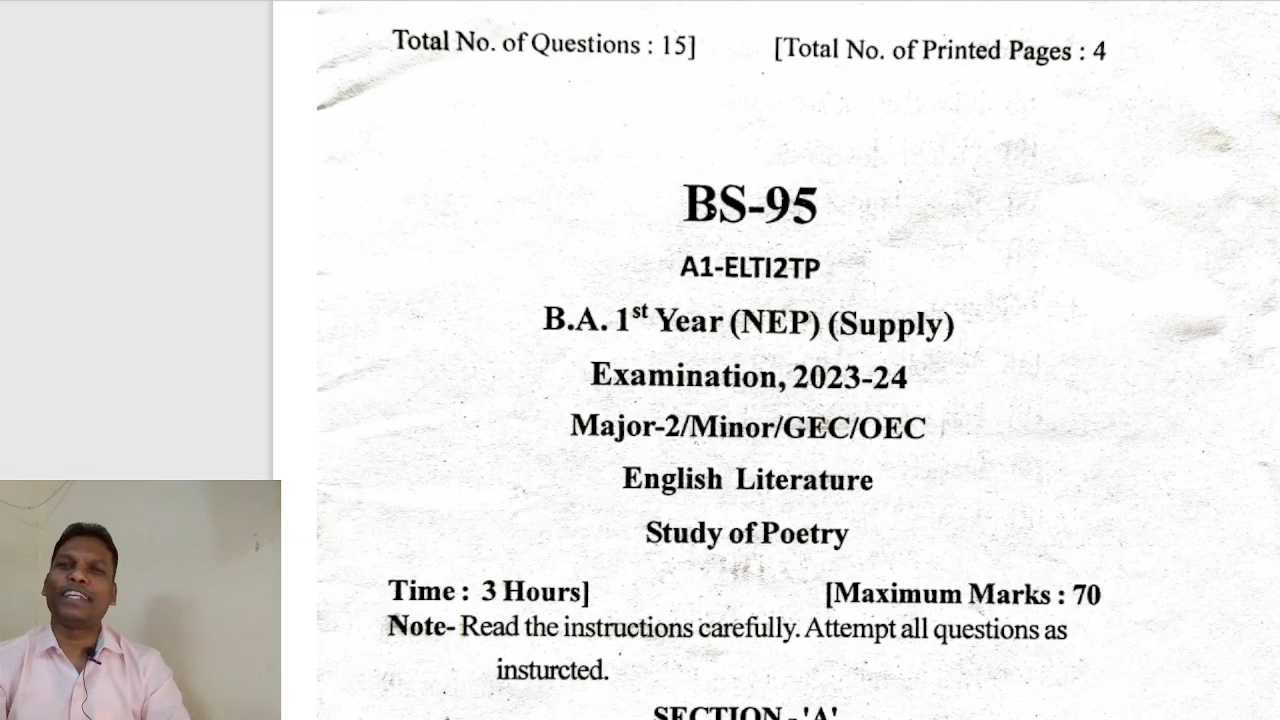 Total No. of Questions : 15] [Total No. of Printed Pages : 4
BS-95
A1-ELTI2TP
B.A. 1st Year (NEP) (Supply)
Examination, 2023-24
Major-2/Minor/GEC/OEC
English Literature
Study of Poetry
Time : 3 Hours] [Maximum Marks : 70
Note- Read the instructions carefully. Attempt all questions as
insturcted.
SECTION - 'A'